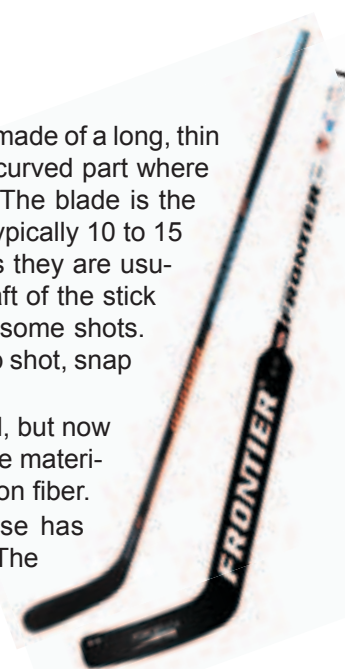 made of a long, thin
curved part where
The blade is the
ypically 10 to 15
s they are usu-
aft of the stick
some shots.
o shot, snap
l, but now
e materi-
on fiber.
se has
The
FRONTIER
FRONTIER